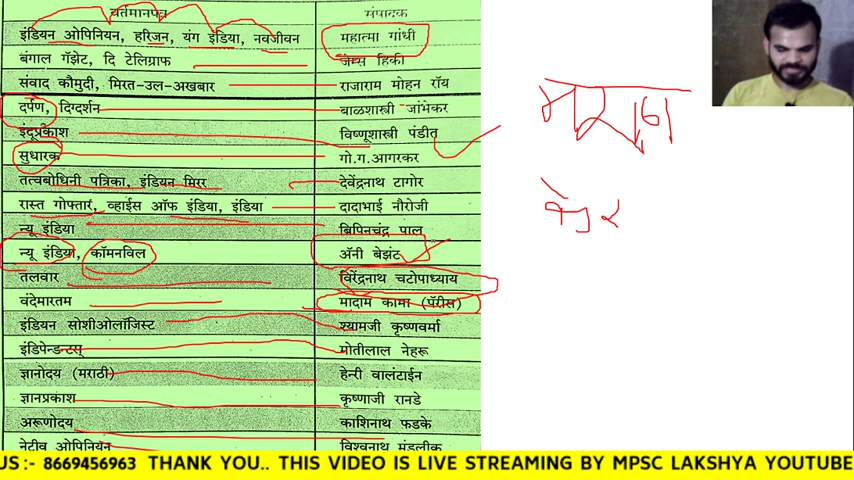 वर्तमानपत्र संपादक
इंडियन ओपिनियन, हरिजन, यंग इंडिया, नवजीवन महात्मा गांधी
बंगाल गॅझेट, दि टेलिग्राफ जेम्स हिकी
संवाद कौमुदी, मिरत-उल-अखबार राजाराम मोहन रॉय
दर्पण, दिग्दर्शन बाळशास्त्री जांभेकर
इंदूप्रकाश विष्णूशास्त्री पंडीत
सुधारक गो.ग.आगरकर
तत्वबोधिनी पत्रिका, इंडियन मिरर देवेंद्रनाथ टागोर
रास्त गोफ्तार, व्हाईस ऑफ इंडिया, इंडिया दादाभाई नौरोजी
न्यू इंडिया बिपिनचंद्र पाल
न्यू इंडिया, कॉमनविल ॲनी बेझंट
तलवार विरेंद्रनाथ चटोपाध्याय
वंदेमारतम मादाम कामा (पॅरीस)
इंडियन सोशीओलॉजिस्ट श्यामजी कृष्णवर्मा
इंडिपेन्डन्टस् मोतीलाल नेहरू
ज्ञानोदय (मराठी) हेन्री वालंटाईन
ज्ञानप्रकाश कृष्णाजी रानडे
अरूणोदय काशिनाथ फडके
नेटीव ओपिनियन विश्वनाथ मंडलीक
US :- 8669456963 THANK YOU.. THIS VIDEO IS LIVE STREAMING BY MPSC LAKSHYA YOUTUBE